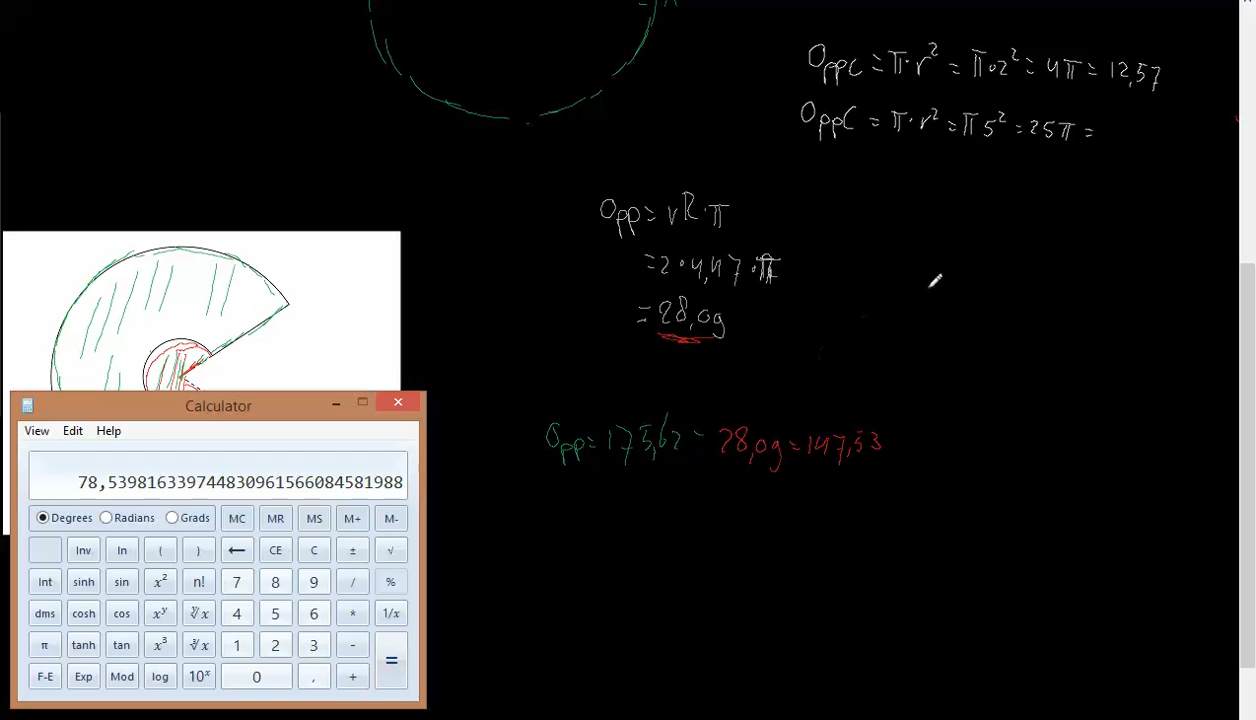 OppC = π·r² = π·2² = 4π = 12,57
OppC = π·r² = π5² = 25π =
Opp = rR·π
= 2·4,47·π
= 28,09
Opp = 175,62 - 28,09 = 147,53
Calculator
View Edit Help
78,539816339744830961566084581988
Degrees Radians Grads MC MR MS M+ M-
Inv ln ( ) ← CE C ± √
Int sinh sin x² n! 7 8 9 / %
dms cosh cos xʸ ʸ√x 4 5 6 * 1/x
π tanh tan x³ ³√x 1 2 3 - =
F-E Exp Mod log 10ˣ 0 , +